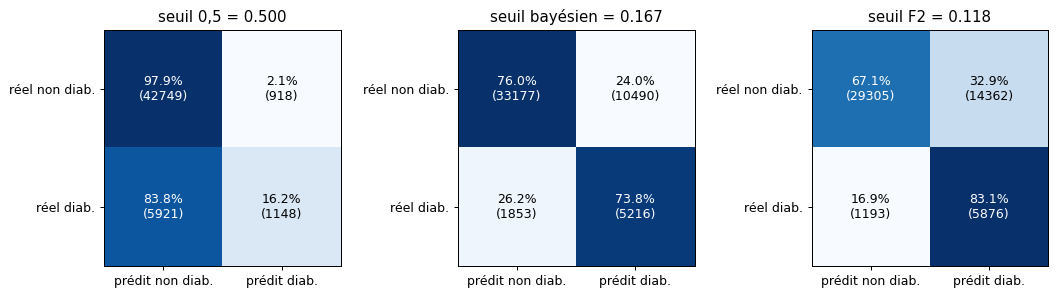 seuil 0,5 = 0.500
réel non diab.
97.9%
(42749)
2.1%
(918)
réel diab.
83.8%
(5921)
16.2%
(1148)
prédit non diab.
prédit diab.
seuil bayésien = 0.167
réel non diab.
76.0%
(33177)
24.0%
(10490)
réel diab.
26.2%
(1853)
73.8%
(5216)
prédit non diab.
prédit diab.
seuil F2 = 0.118
réel non diab.
67.1%
(29305)
32.9%
(14362)
réel diab.
16.9%
(1193)
83.1%
(5876)
prédit non diab.
prédit diab.